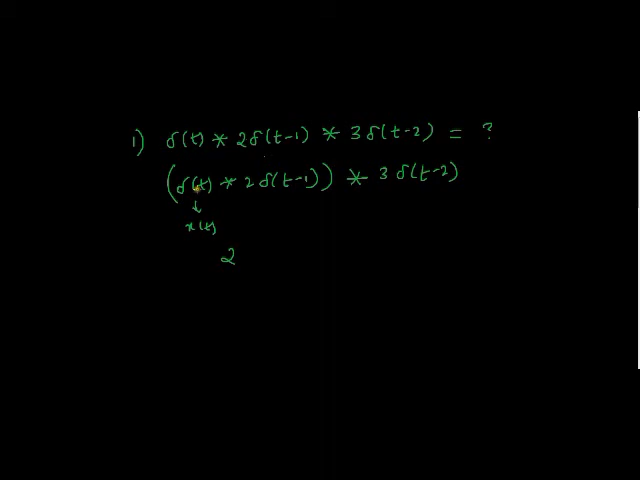 1) δ(t) * 2δ(t-1) * 3δ(t-2) = ?
(δ(t) * 2δ(t-1)) * 3δ(t-2)
↓
x(t)
2